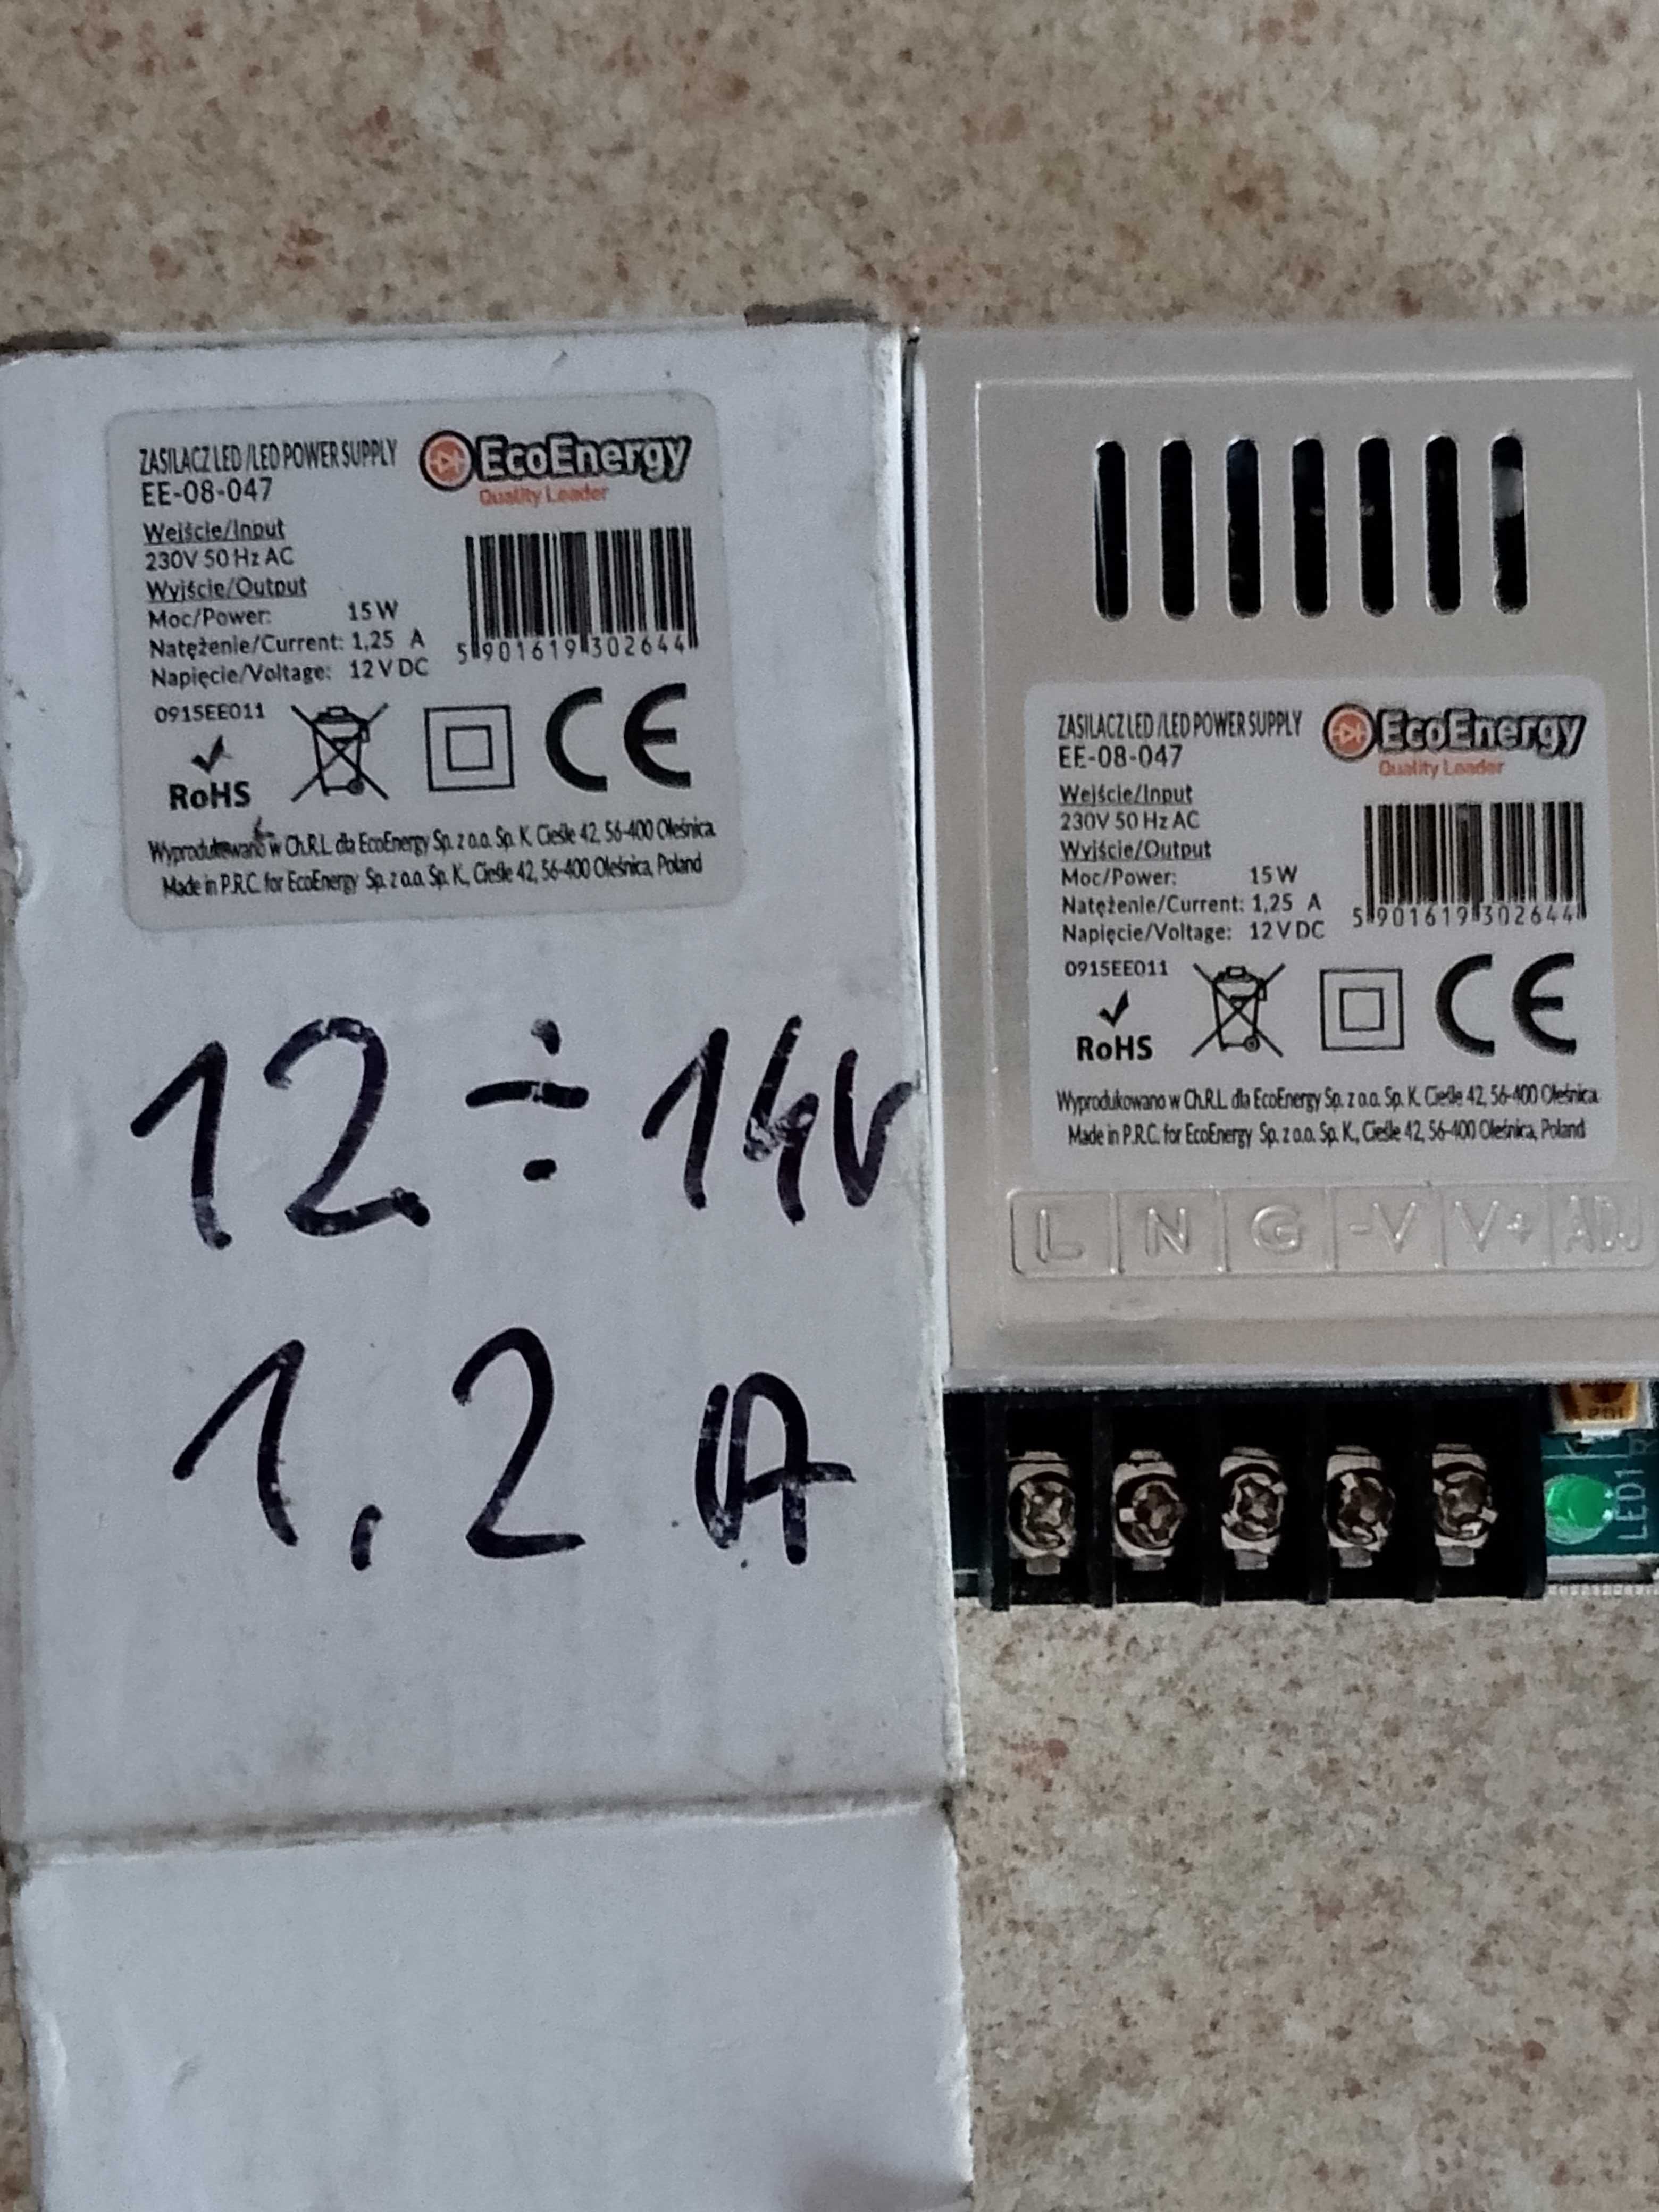 ZASILACZ LED /LED POWER SUPPLY
EE-08-047
EcoEnergy
Quality Leader
Wejście/Input
230V 50 Hz AC
Wyjście/Output
Moc/Power: 15 W
Natężenie/Current: 1,25 A
Napięcie/Voltage: 12 V DC
5 901619 302644
0915EE011
RoHS
CE
Wyprodukowano w Ch.R.L. dla EcoEnergy Sp. z o.o. Sp. K. Cieśle 42, 56-400 Oleśnica.
Made in P.R.C. for EcoEnergy Sp. z o.o. Sp. K., Cieśle 42, 56-400 Oleśnica, Poland
12 ÷ 14V
1,2 A
ZASILACZ LED /LED POWER SUPPLY
EE-08-047
EcoEnergy
Quality Leader
Wejście/Input
230V 50 Hz AC
Wyjście/Output
Moc/Power: 15 W
Natężenie/Current: 1,25 A
Napięcie/Voltage: 12 V DC
5 901619 302644
0915EE011
RoHS
CE
Wyprodukowano w Ch.R.L. dla EcoEnergy Sp. z o.o. Sp. K. Cieśle 42, 56-400 Oleśnica.
Made in P.R.C. for EcoEnergy Sp. z o.o. Sp. K., Cieśle 42, 56-400 Oleśnica, Poland
L N G -V V+ ADJ
LED1